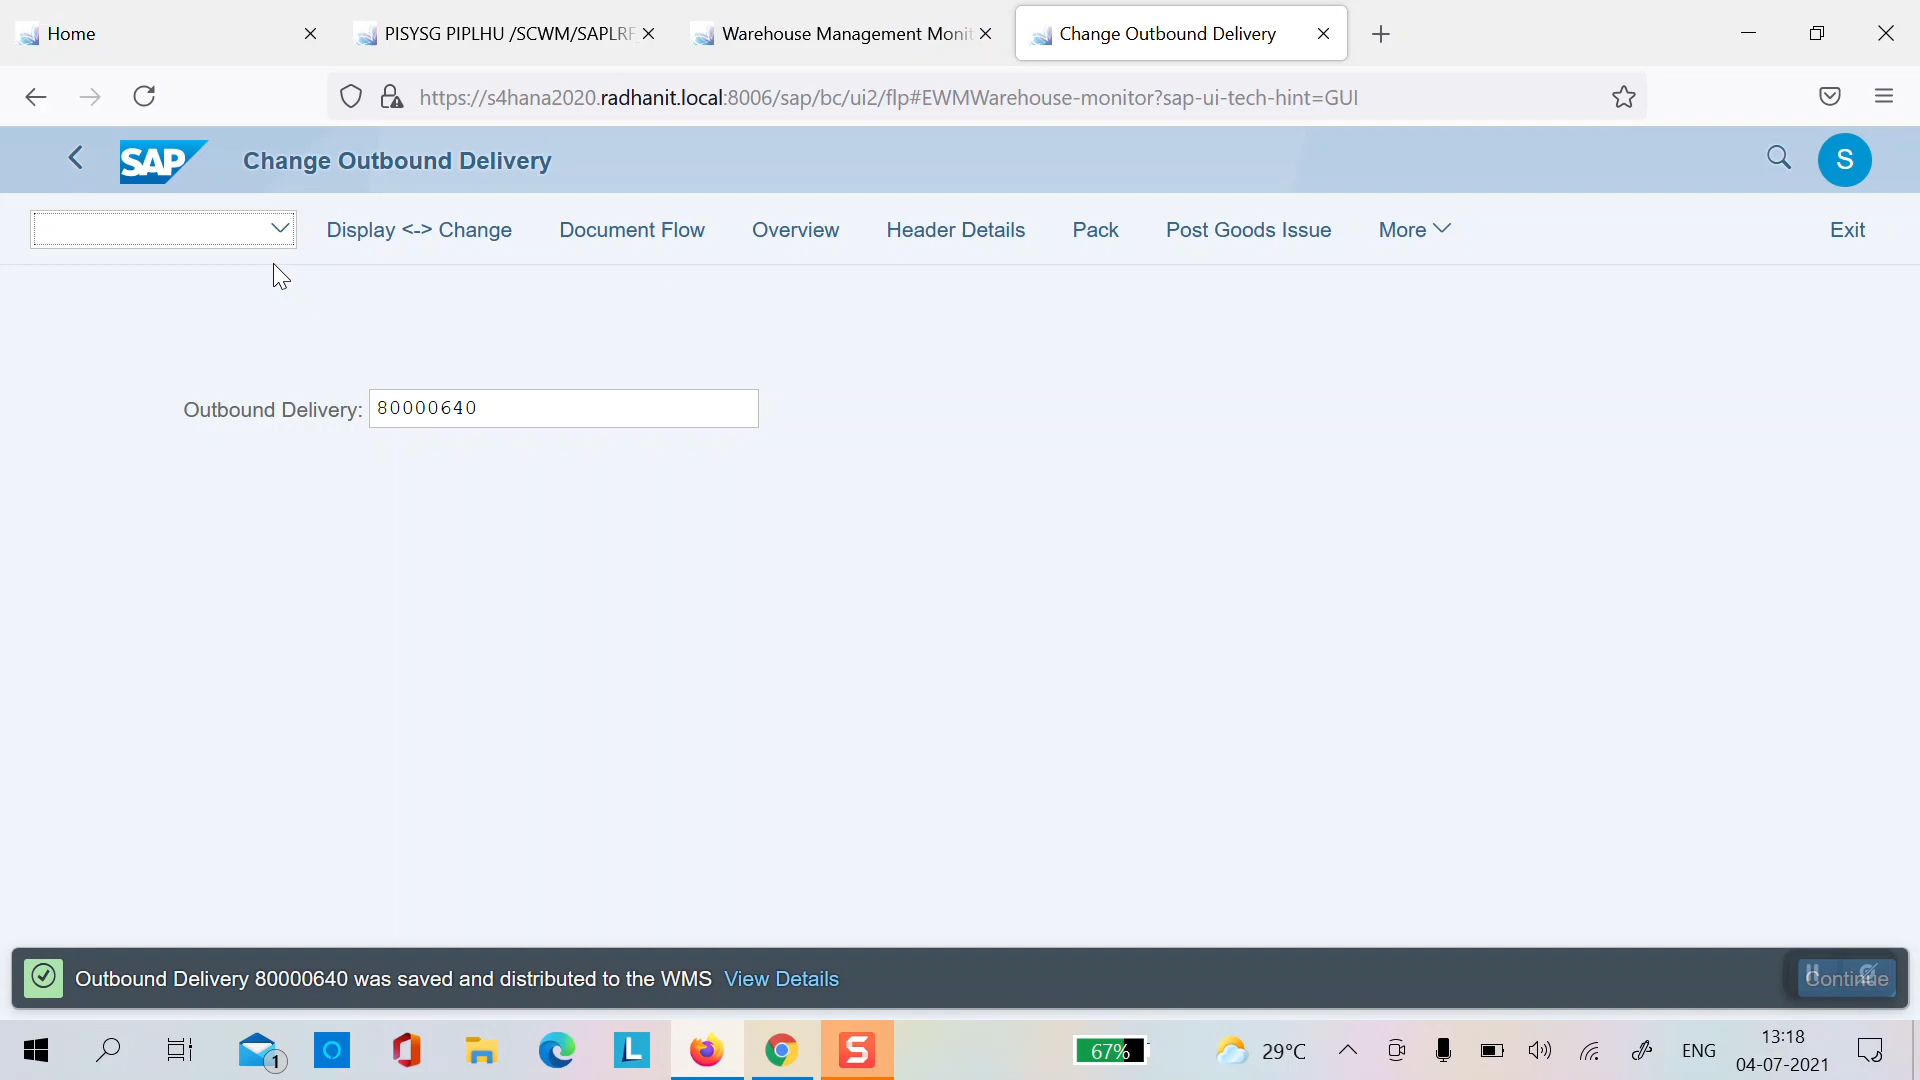 Home
PISYSG PIPLHU /SCWM/SAPLRF
Warehouse Management Monit
Change Outbound Delivery
https://s4hana2020.radhanit.local:8006/sap/bc/ui2/flp#EWMWarehouse-monitor?sap-ui-tech-hint=GUI
SAP Change Outbound Delivery S
Display <-> Change Document Flow Overview Header Details Pack Post Goods Issue More Exit
Outbound Delivery: 80000640
Outbound Delivery 80000640 was saved and distributed to the WMS View Details Continue
1 L S 67% 29°C ENG 13:18
04-07-2021